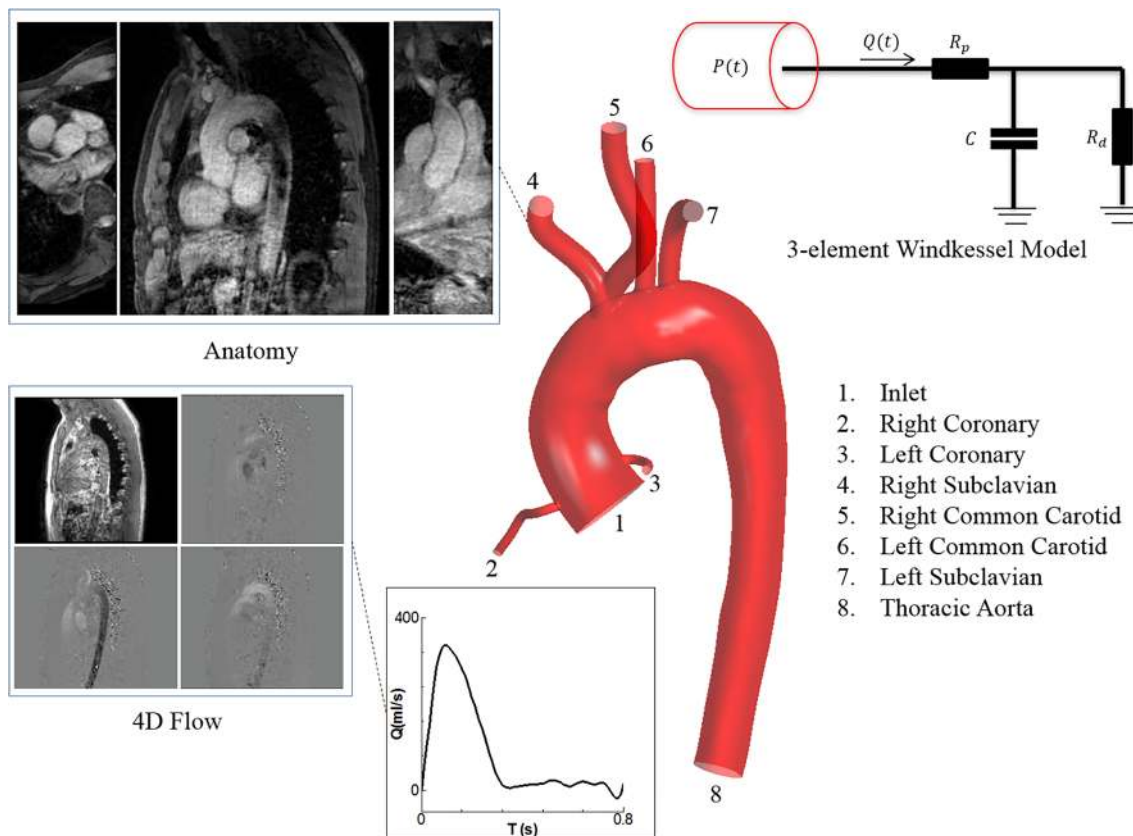 Anatomy
4D Flow
400
Q(ml/s)
0
0
0.8
T(s)
P(t)
Q(t)
R_p
C
R_d
3-element Windkessel Model
5
6
4
7
3
1
2
8
1. Inlet
2. Right Coronary
3. Left Coronary
4. Right Subclavian
5. Right Common Carotid
6. Left Common Carotid
7. Left Subclavian
8. Thoracic Aorta